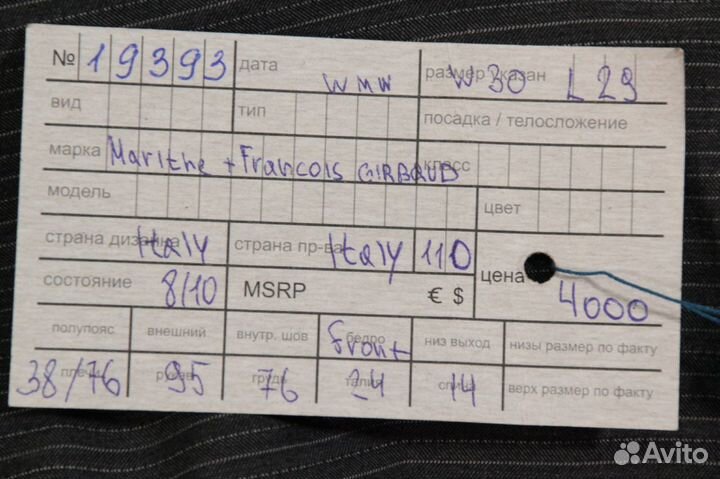 № 19393 дата размер указан W 30 L 29
WMW
вид тип посадка / телосложение
марка Marithe + Francois GIRBAUD класс
модель цвет
страна дизайна Italy страна пр-ва Italy 110 цена 4000
состояние 8/10 MSRP € $
полупояс внешний внутр. шов бедро front низ выход низы размер по факту
плечи 38/76 рукав 95 грудь 76 талия 24 спина 14 верх размер по факту
Avito